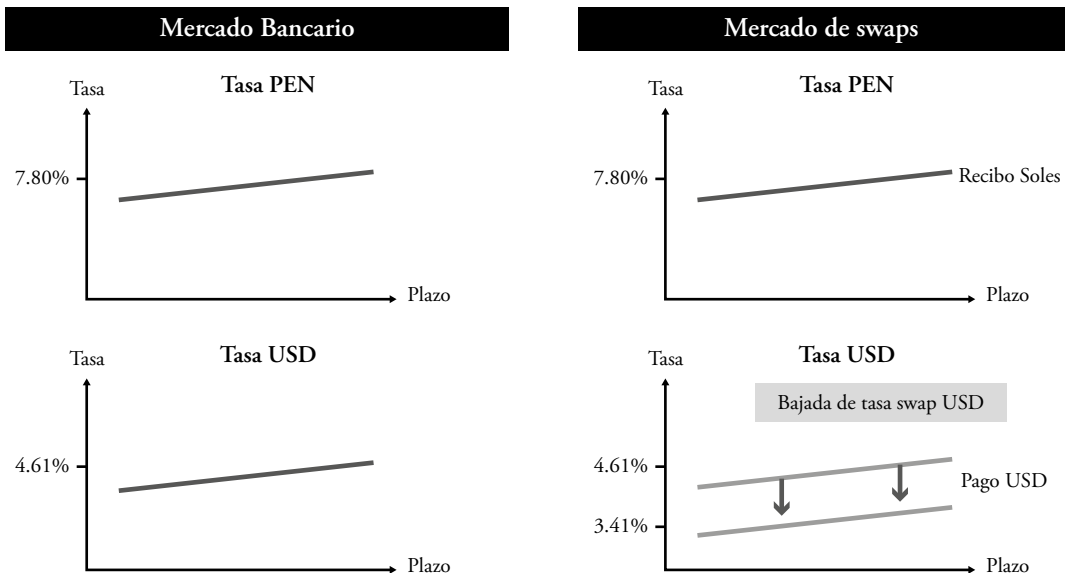 Mercado Bancario
Tasa PEN
Tasa
7.80%
Plazo
Tasa USD
Tasa
4.61%
Plazo
Mercado de swaps
Tasa PEN
Tasa
7.80%
Recibo Soles
Plazo
Tasa USD
Tasa
Bajada de tasa swap USD
4.61%
Pago USD
3.41%
Plazo